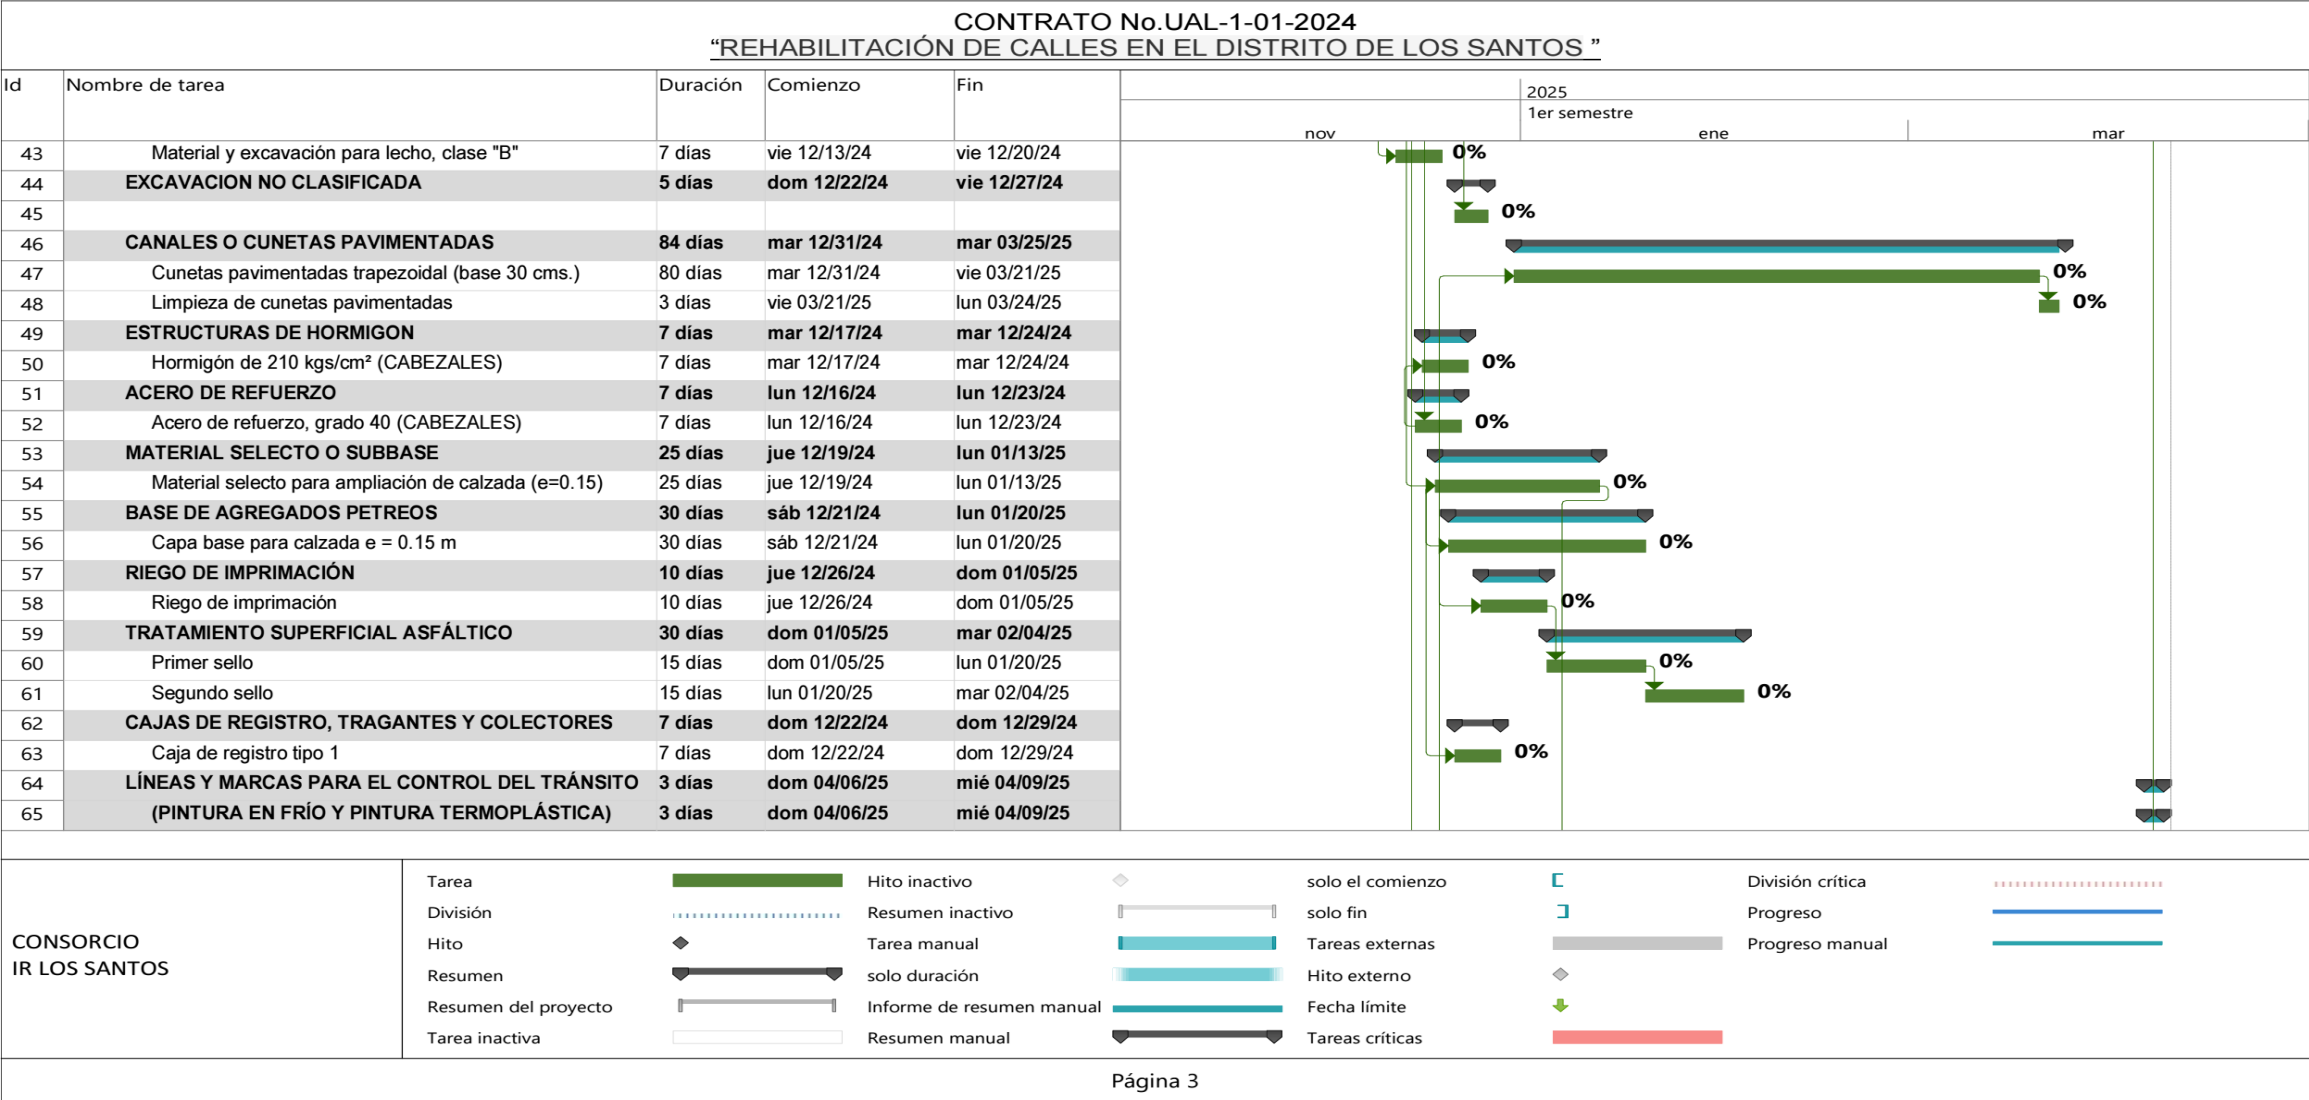 CONTRATO No.UAL-1-01-2024
“REHABILITACIÓN DE CALLES EN EL DISTRITO DE LOS SANTOS ”
Id Nombre de tarea Duración Comienzo Fin
2025
1er semestre
nov ene mar
43 Material y excavación para lecho, clase "B" 7 días vie 12/13/24 vie 12/20/24 0%
44 EXCAVACION NO CLASIFICADA 5 días dom 12/22/24 vie 12/27/24
45 0%
46 CANALES O CUNETAS PAVIMENTADAS 84 días mar 12/31/24 mar 03/25/25
47 Cunetas pavimentadas trapezoidal (base 30 cms.) 80 días mar 12/31/24 vie 03/21/25 0%
48 Limpieza de cunetas pavimentadas 3 días vie 03/21/25 lun 03/24/25 0%
49 ESTRUCTURAS DE HORMIGON 7 días mar 12/17/24 mar 12/24/24
50 Hormigón de 210 kgs/cm² (CABEZALES) 7 días mar 12/17/24 mar 12/24/24 0%
51 ACERO DE REFUERZO 7 días lun 12/16/24 lun 12/23/24
52 Acero de refuerzo, grado 40 (CABEZALES) 7 días lun 12/16/24 lun 12/23/24 0%
53 MATERIAL SELECTO O SUBBASE 25 días jue 12/19/24 lun 01/13/25
54 Material selecto para ampliación de calzada (e=0.15) 25 días jue 12/19/24 lun 01/13/25 0%
55 BASE DE AGREGADOS PETREOS 30 días sáb 12/21/24 lun 01/20/25
56 Capa base para calzada e = 0.15 m 30 días sáb 12/21/24 lun 01/20/25 0%
57 RIEGO DE IMPRIMACIÓN 10 días jue 12/26/24 dom 01/05/25
58 Riego de imprimación 10 días jue 12/26/24 dom 01/05/25 0%
59 TRATAMIENTO SUPERFICIAL ASFÁLTICO 30 días dom 01/05/25 mar 02/04/25
60 Primer sello 15 días dom 01/05/25 lun 01/20/25 0%
61 Segundo sello 15 días lun 01/20/25 mar 02/04/25 0%
62 CAJAS DE REGISTRO, TRAGANTES Y COLECTORES 7 días dom 12/22/24 dom 12/29/24
63 Caja de registro tipo 1 7 días dom 12/22/24 dom 12/29/24 0%
64 LÍNEAS Y MARCAS PARA EL CONTROL DEL TRÁNSITO 3 días dom 04/06/25 mié 04/09/25
65 (PINTURA EN FRÍO Y PINTURA TERMOPLÁSTICA) 3 días dom 04/06/25 mié 04/09/25
CONSORCIO
IR LOS SANTOS
Tarea Hito inactivo solo el comienzo División crítica
División Resumen inactivo solo fin Progreso
Hito Tarea manual Tareas externas Progreso manual
Resumen solo duración Hito externo
Resumen del proyecto Informe de resumen manual Fecha límite
Tarea inactiva Resumen manual Tareas críticas
Página 3